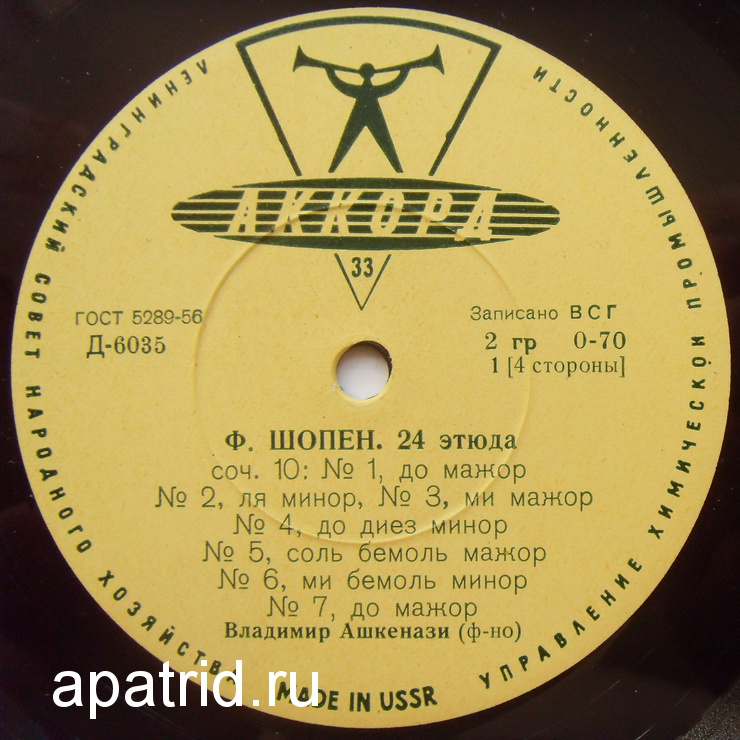 ЛЕНИНГРАДСКИЙ СОВЕТ НАРОДНОГО ХОЗЯЙСТВА
УПРАВЛЕНИЕ ХИМИЧЕСКОЙ ПРОМЫШЛЕННОСТИ
АККОРД
33
ГОСТ 5289-56
Д-6035
Записано ВСГ
2 гр 0-70
1 [4 стороны]
Ф. ШОПЕН. 24 этюда
соч. 10: № 1, до мажор
№ 2, ля минор, № 3, ми мажор
№ 4, до диез минор
№ 5, соль бемоль мажор
№ 6, ми бемоль минор
№ 7, до мажор
Владимир Ашкенази (ф-но)
MADE IN USSR
apatrid.ru